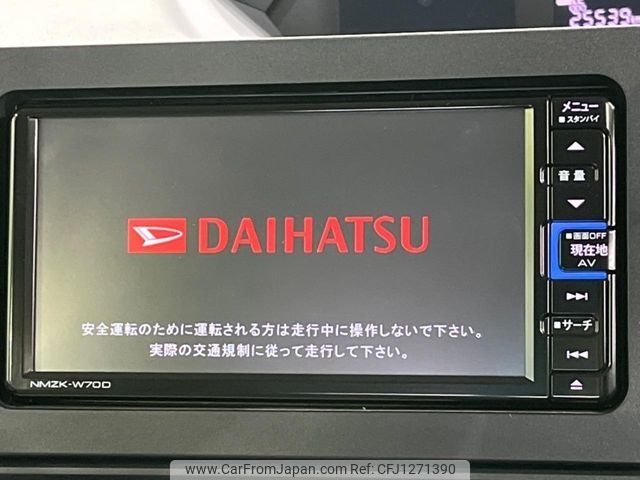 25539
メニュー
スタンバイ
音量
DAIHATSU
画面OFF
現在地
AV
安全運転のために運転される方は走行中に操作しないで下さい。
実際の交通規制に従って走行して下さい。
サーチ
NMZK-W70D
www.CarFromJapan.com - CFJ1271390